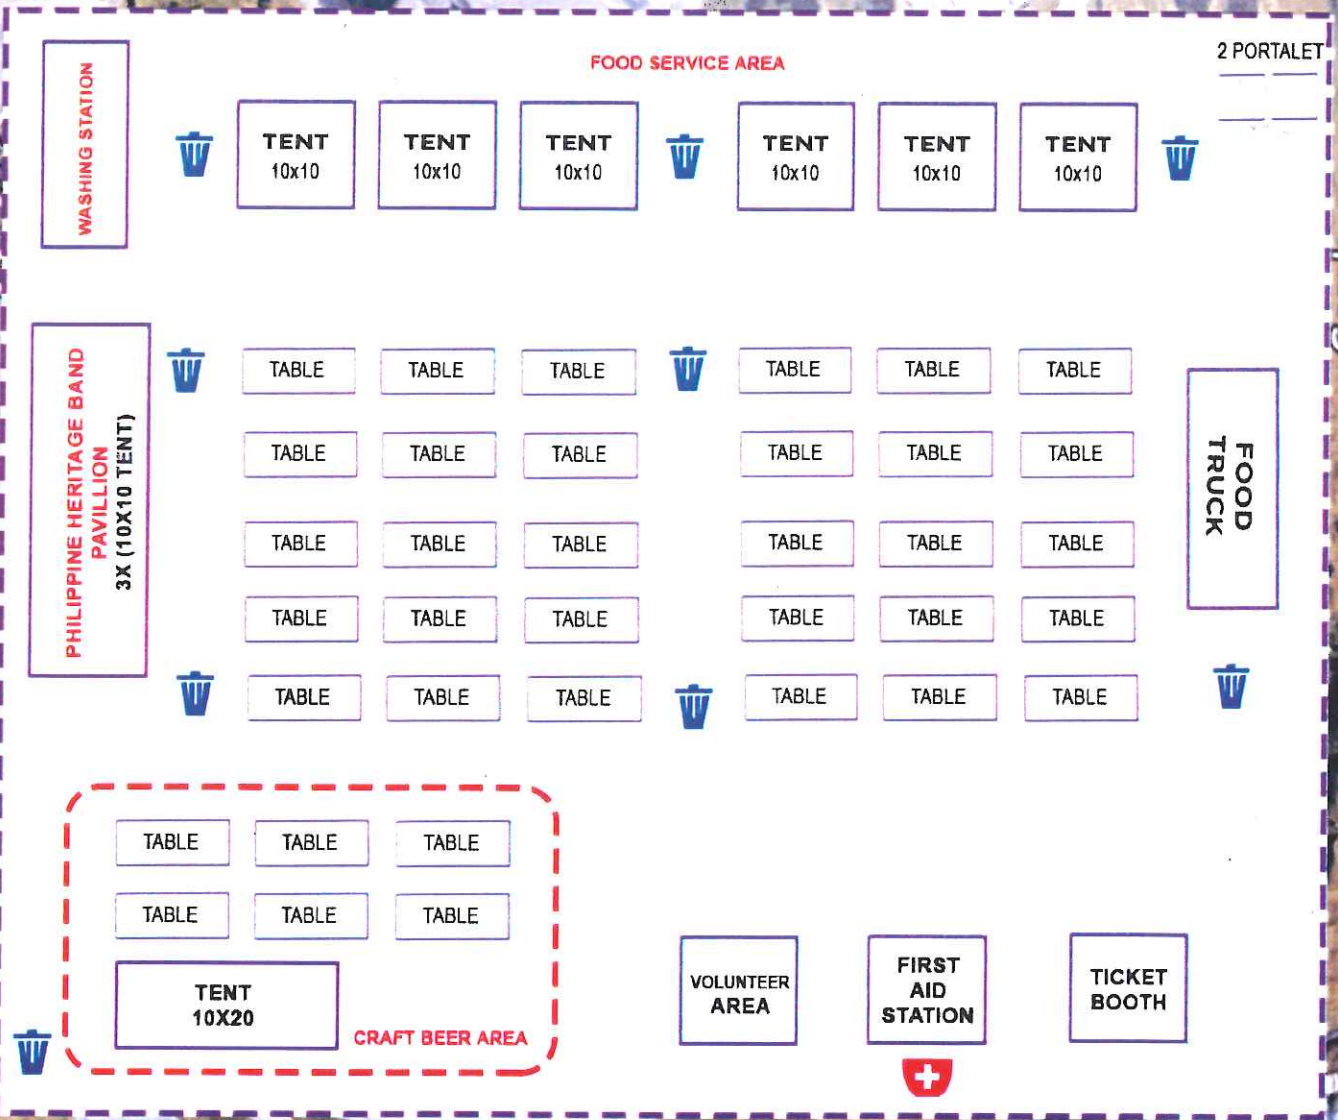 2 PORTALET
FOOD SERVICE AREA
WASHING STATION
TENT
10x10
TENT
10x10
TENT
10x10
TENT
10x10
TENT
10x10
TENT
10x10
PHILIPPINE HERITAGE BAND
PAVILLION
3X (10X10 TENT)
TABLE TABLE TABLE TABLE TABLE TABLE
TABLE TABLE TABLE TABLE TABLE TABLE
TABLE TABLE TABLE TABLE TABLE TABLE
TABLE TABLE TABLE TABLE TABLE TABLE
TABLE TABLE TABLE TABLE TABLE TABLE
FOOD
TRUCK
TABLE TABLE TABLE
TABLE TABLE TABLE
TENT
10X20
CRAFT BEER AREA
VOLUNTEER
AREA
FIRST
AID
STATION
TICKET
BOOTH